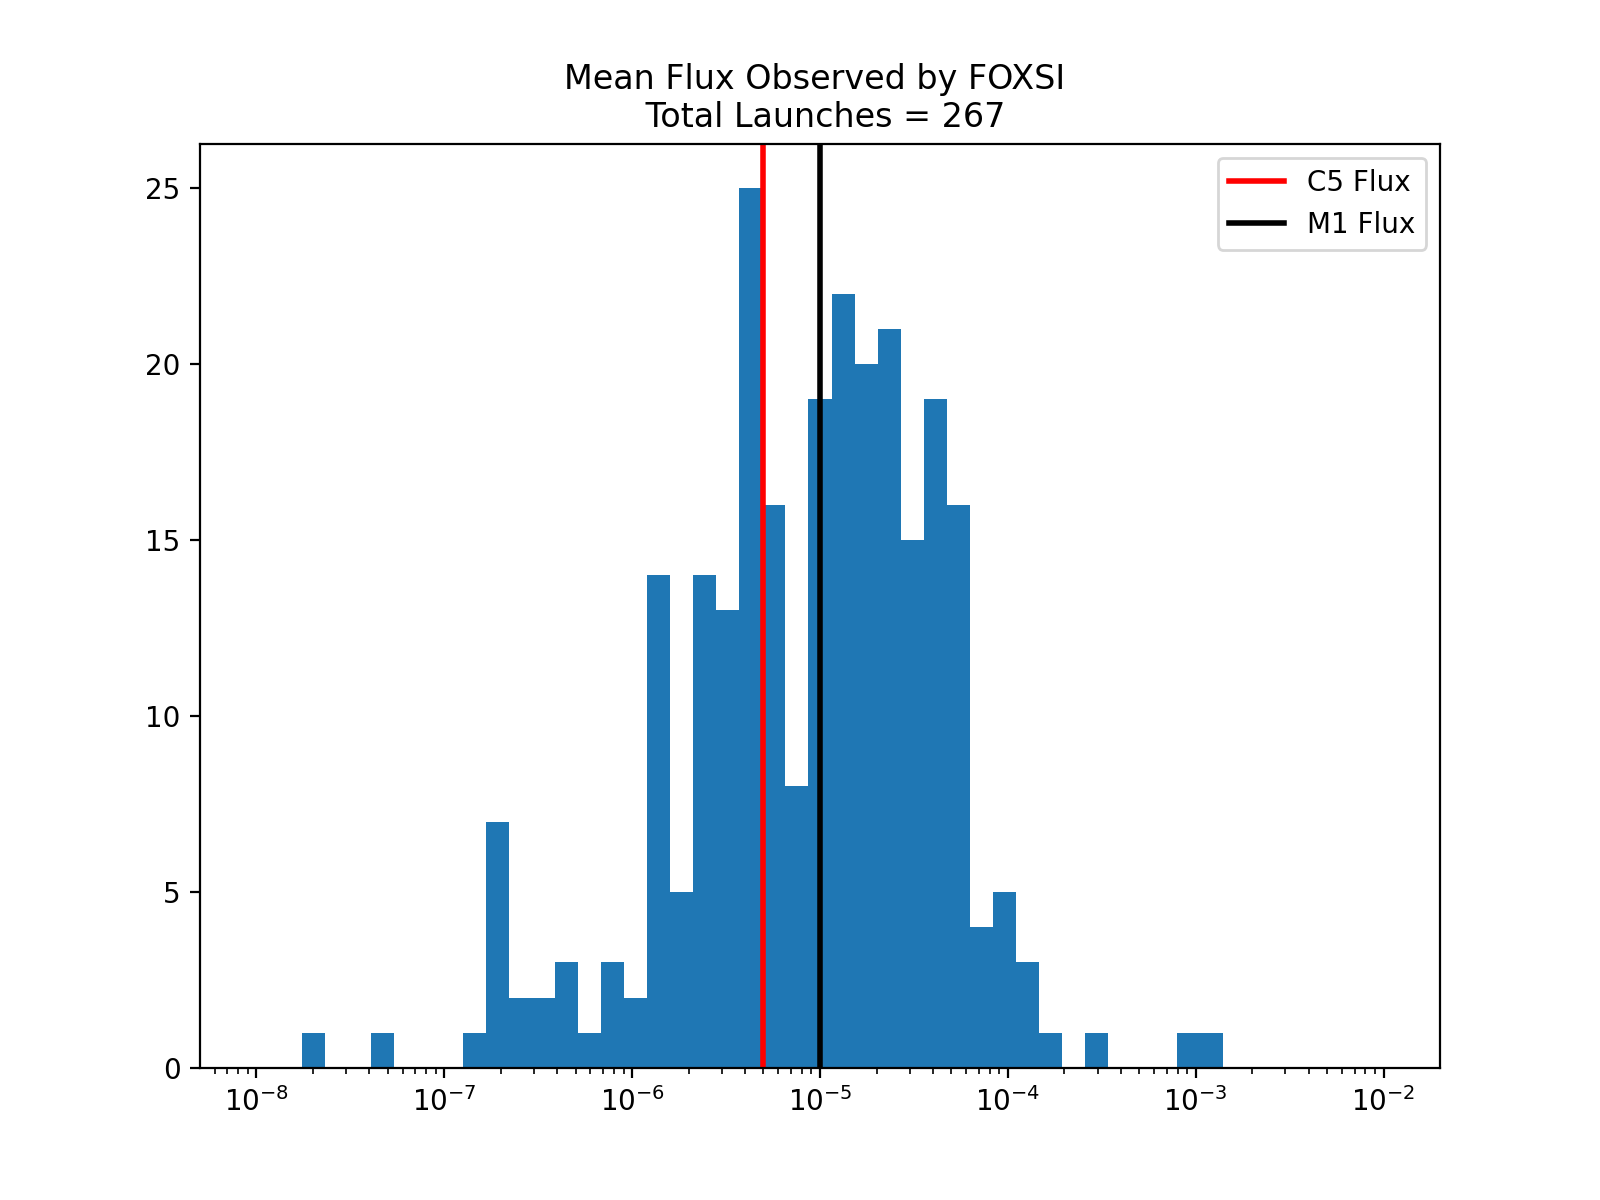 Mean Flux Observed by FOXSI
Total Launches = 267
C5 Flux
M1 Flux
25
20
15
10
5
0
10⁻⁸ 10⁻⁷ 10⁻⁶ 10⁻⁵ 10⁻⁴ 10⁻³ 10⁻²